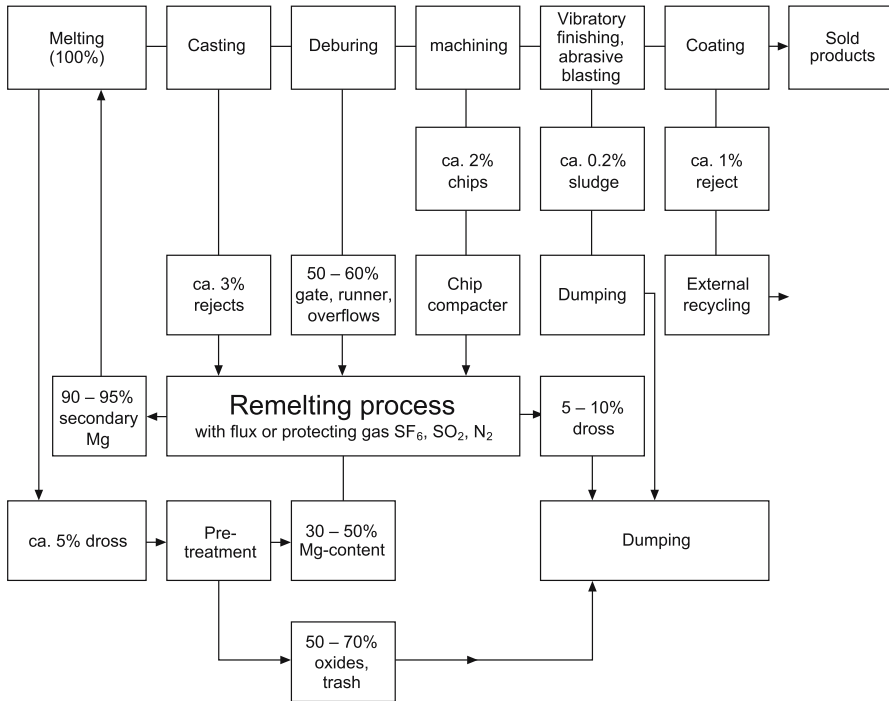 Melting
(100%)
Casting
Deburing
machining
Vibratory
finishing,
abrasive
blasting
Coating
Sold
products
ca. 2%
chips
ca. 0.2%
sludge
ca. 1%
reject
ca. 3%
rejects
50 – 60%
gate, runner,
overflows
Chip
compacter
Dumping
External
recycling
90 – 95%
secondary
Mg
Remelting process
with flux or protecting gas SF₆, SO₂, N₂
5 – 10%
dross
ca. 5% dross
Pre-
treatment
30 – 50%
Mg-content
Dumping
50 – 70%
oxides,
trash